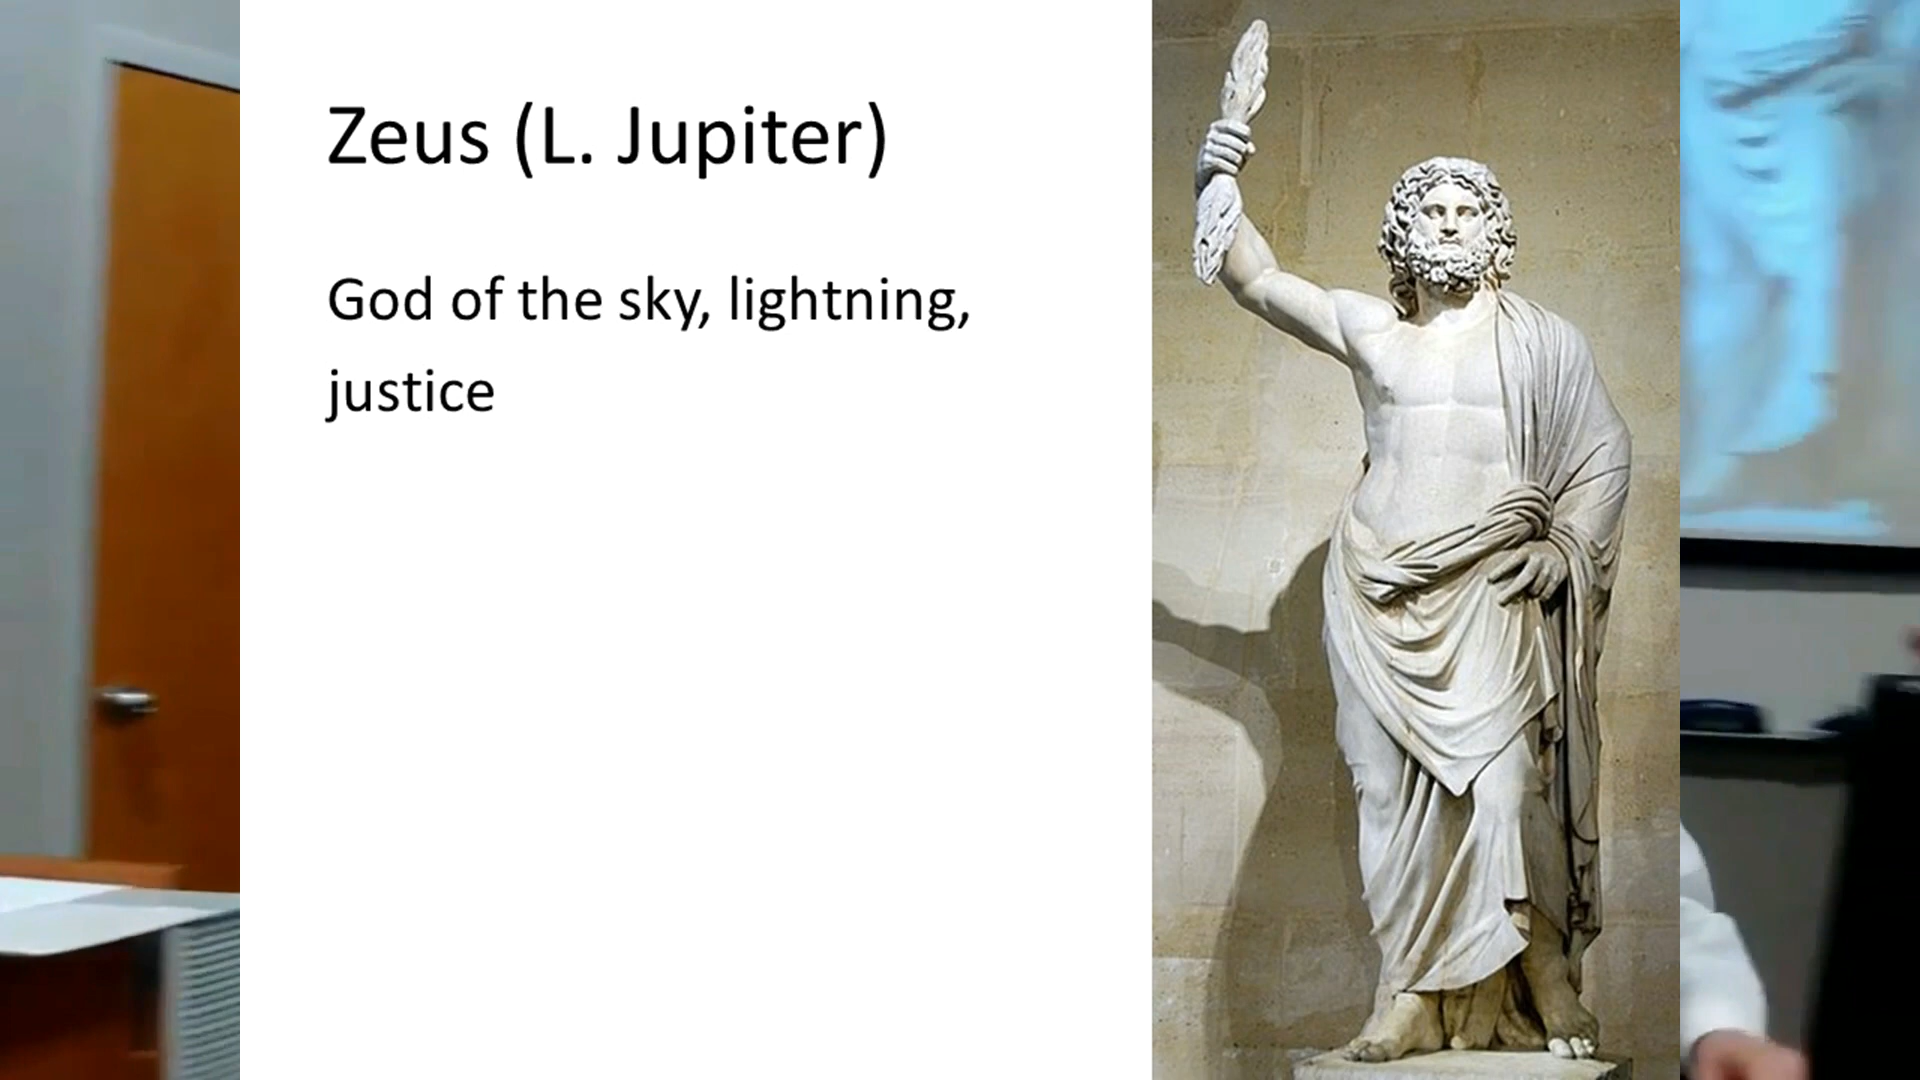 Zeus (L. Jupiter)
God of the sky, lightning,
justice